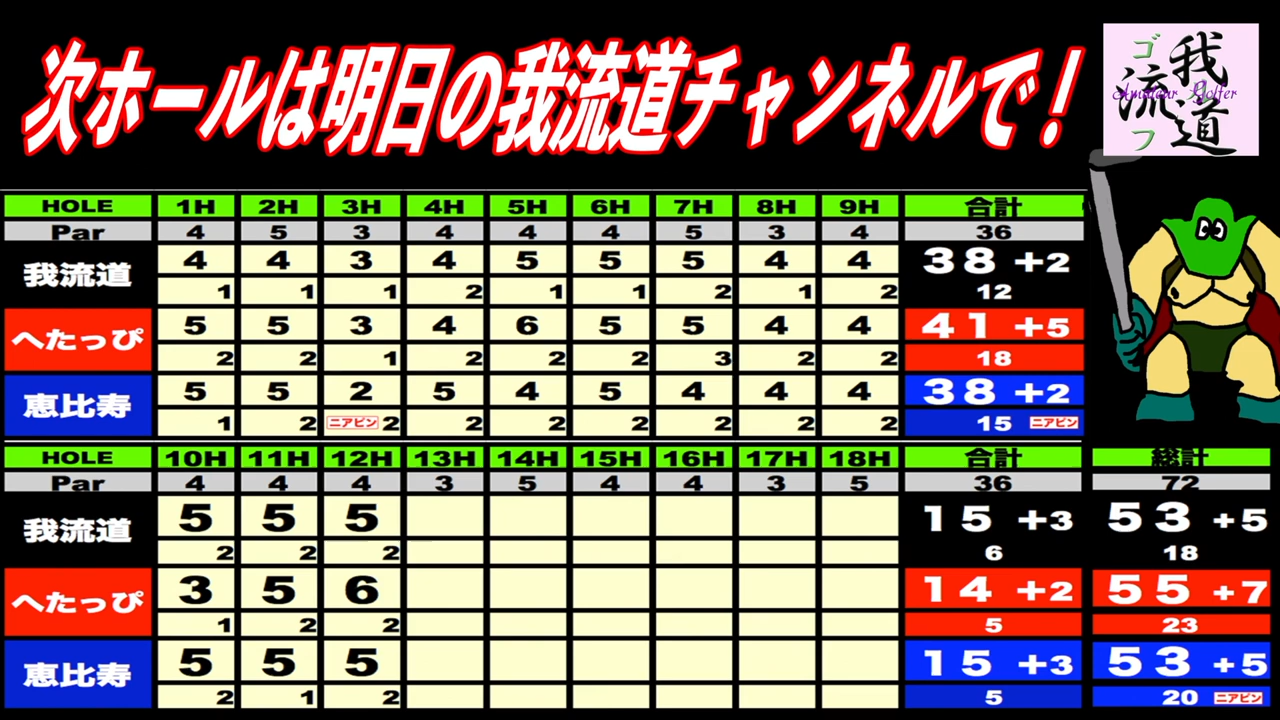 次ホールは明日の我流道チャンネルで!
我流道
ゴルフ
Amateur Golfer
HOLE 1H 2H 3H 4H 5H 6H 7H 8H 9H 合計
Par 4 5 3 4 4 4 5 3 4 36
我流道 4 4 3 4 5 5 5 4 4 38 +2
1 1 1 2 1 1 2 1 2 12
へたっぴ 5 5 3 4 6 5 5 4 4 41 +5
2 2 1 2 2 2 3 2 2 18
恵比寿 5 5 2 5 4 5 4 4 4 38 +2
1 2 ニアピン 2 2 2 2 2 2 2 15 ニアピン
HOLE 10H 11H 12H 13H 14H 15H 16H 17H 18H 合計 総計
Par 4 4 4 3 5 4 4 3 5 36 72
我流道 5 5 5 15 +3 53 +5
2 2 2 6 18
へたっぴ 3 5 6 14 +2 55 +7
1 2 2 5 23
恵比寿 5 5 5 15 +3 53 +5
2 1 2 5 20 ニアピン